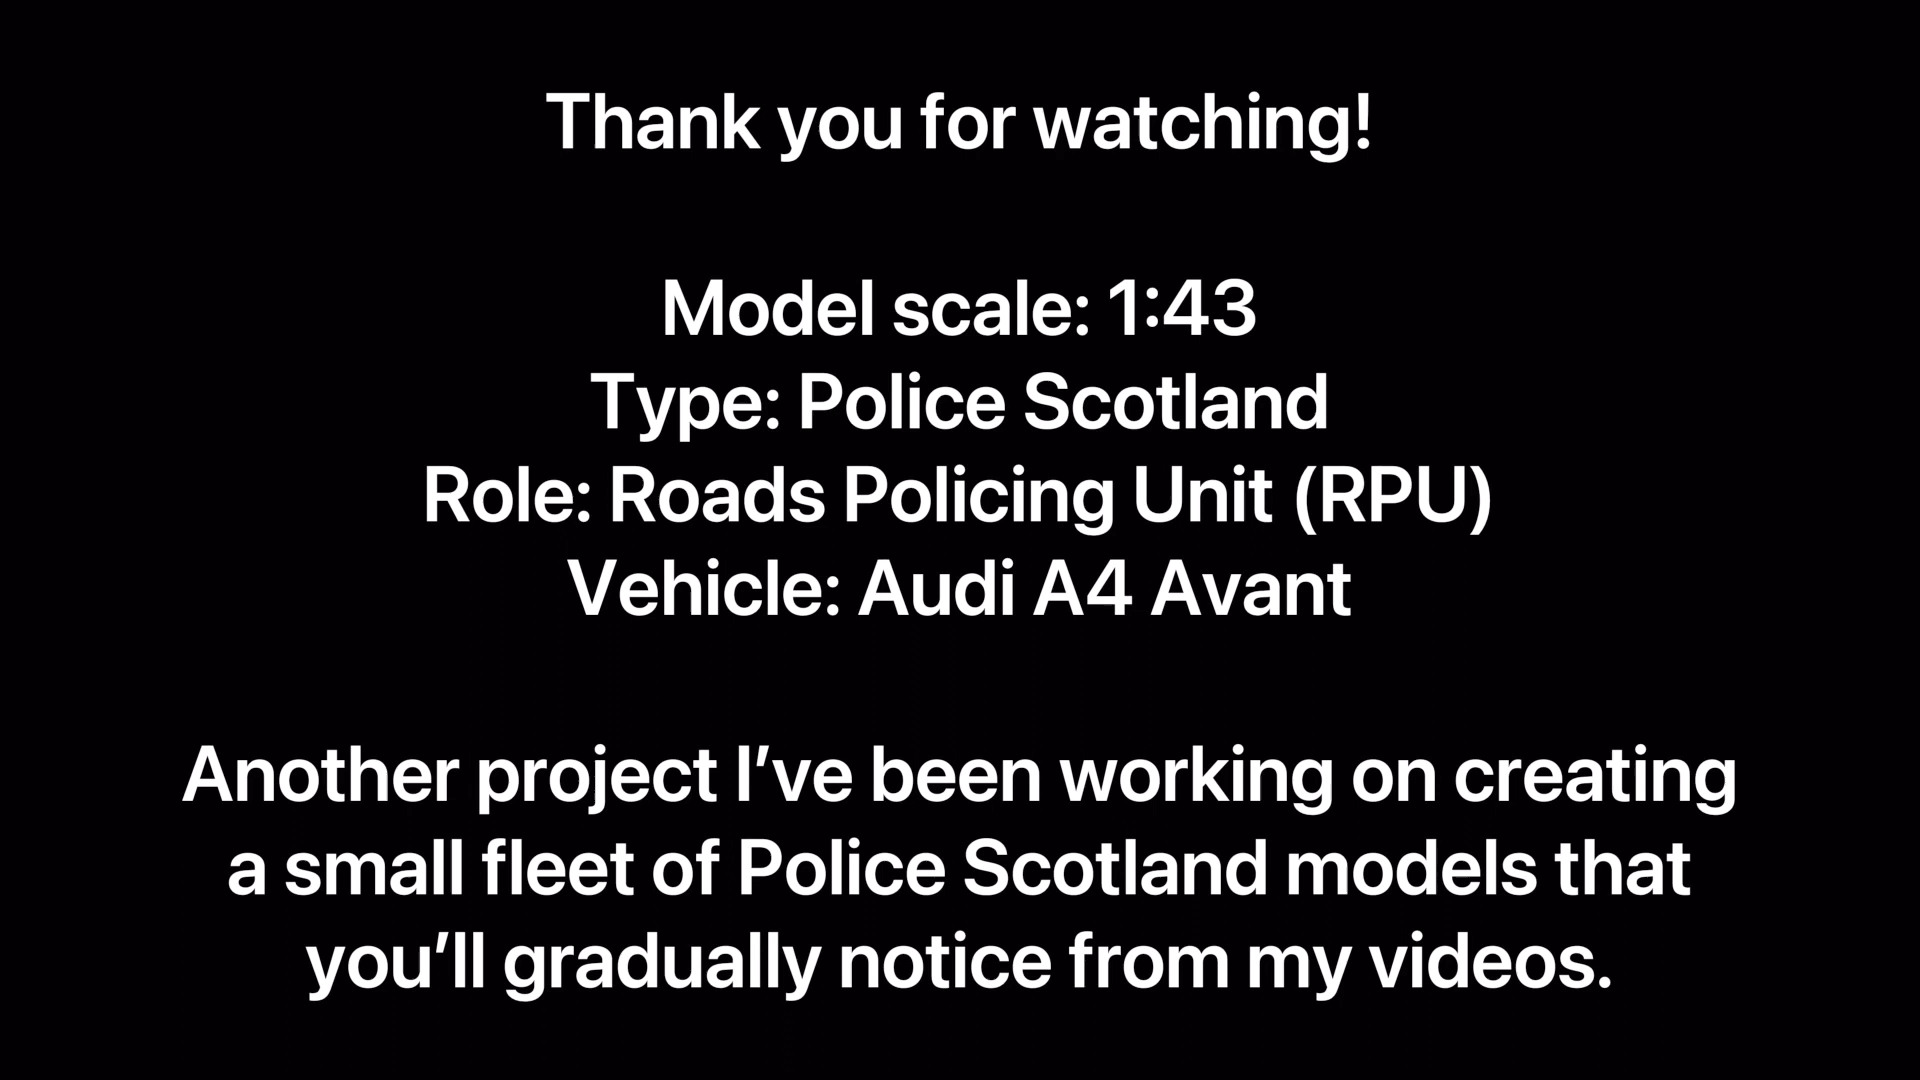 Thank you for watching!
Model scale: 1:43
Type: Police Scotland
Role: Roads Policing Unit (RPU)
Vehicle: Audi A4 Avant
Another project I’ve been working on creating
a small fleet of Police Scotland models that
you’ll gradually notice from my videos.